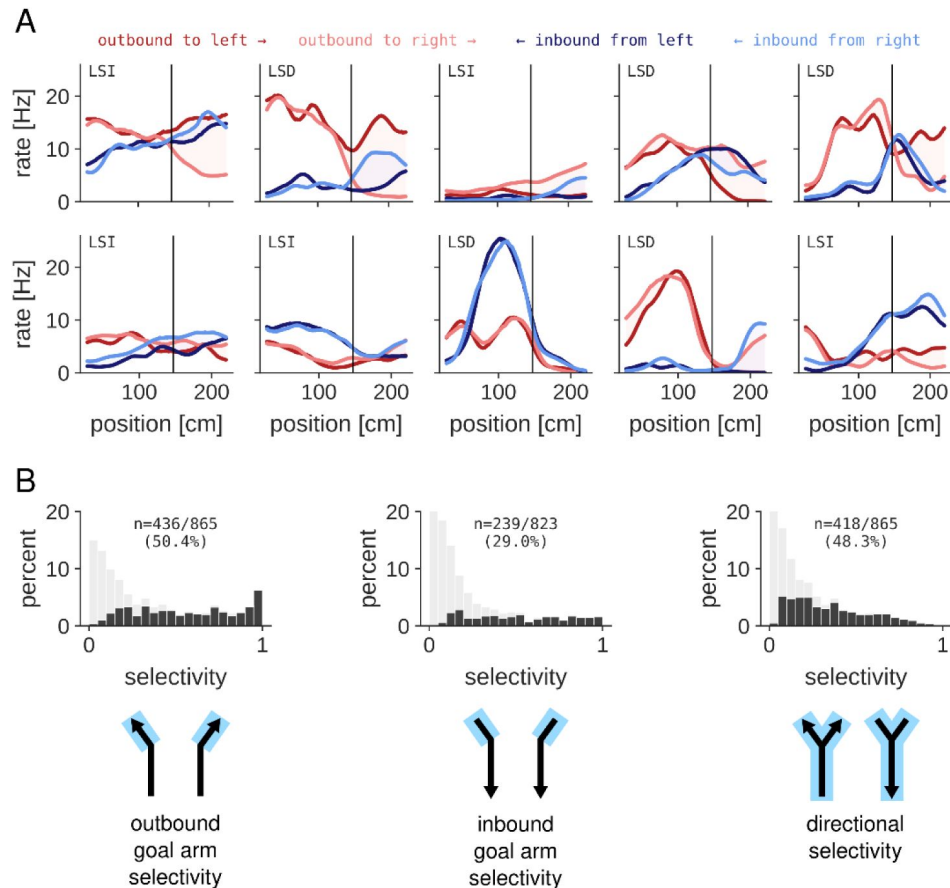 A
outbound to left → outbound to right → ← inbound from left ← inbound from right
LSI LSD LSI LSD LSD
20
10
0
rate [Hz]
LSI LSI LSD LSD LSI
20
10
0
rate [Hz]
100 200 100 200 100 200 100 200 100 200
position [cm] position [cm] position [cm] position [cm] position [cm]
B
20
10
0
percent
n=436/865
(50.4%)
0 1
selectivity
20
10
0
percent
n=239/823
(29.0%)
0 1
selectivity
20
10
0
percent
n=418/865
(48.3%)
0 1
selectivity
outbound
goal arm
selectivity
inbound
goal arm
selectivity
directional
selectivity